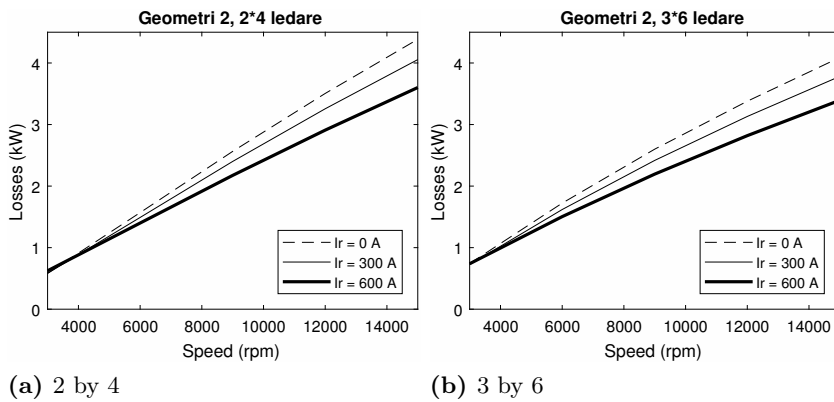 Geometri 2, 2*4 ledare
Losses (kW)
4
3
2
1
0
4000 6000 8000 10000 12000 14000
Speed (rpm)
Ir = 0 A
Ir = 300 A
Ir = 600 A
(a) 2 by 4
Geometri 2, 3*6 ledare
Losses (kW)
4
3
2
1
0
4000 6000 8000 10000 12000 14000
Speed (rpm)
Ir = 0 A
Ir = 300 A
Ir = 600 A
(b) 3 by 6